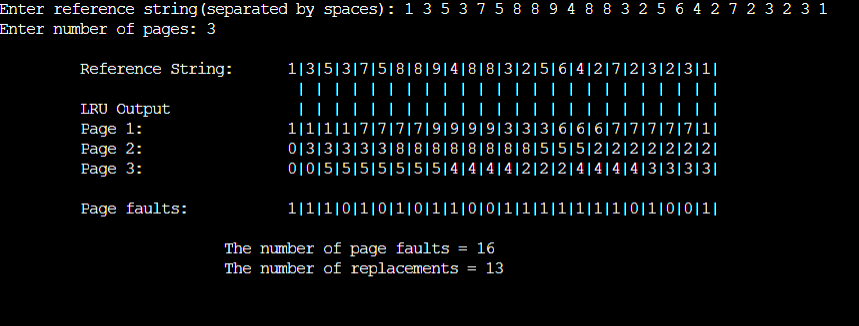 Enter reference string(separated by spaces): 1 3 5 3 7 5 8 8 9 4 8 8 3 2 5 6 4 2 7 2 3 2 3 1
Enter number of pages: 3
Reference String: 1|3|5|3|7|5|8|8|9|4|8|8|3|2|5|6|4|2|7|2|3|2|3|1|
| | | | | | | | | | | | | | | | | | | | | | | |
LRU Output | | | | | | | | | | | | | | | | | | | | | | | |
Page 1: 1|1|1|1|7|7|7|7|9|9|9|9|3|3|3|6|6|6|7|7|7|7|7|1|
Page 2: 0|3|3|3|3|3|8|8|8|8|8|8|8|8|5|5|5|2|2|2|2|2|2|2|
Page 3: 0|0|5|5|5|5|5|5|5|4|4|4|4|2|2|2|4|4|4|4|3|3|3|3|
Page faults: 1|1|1|0|1|0|1|0|1|1|0|0|1|1|1|1|1|1|1|0|1|0|0|1|
The number of page faults = 16
The number of replacements = 13